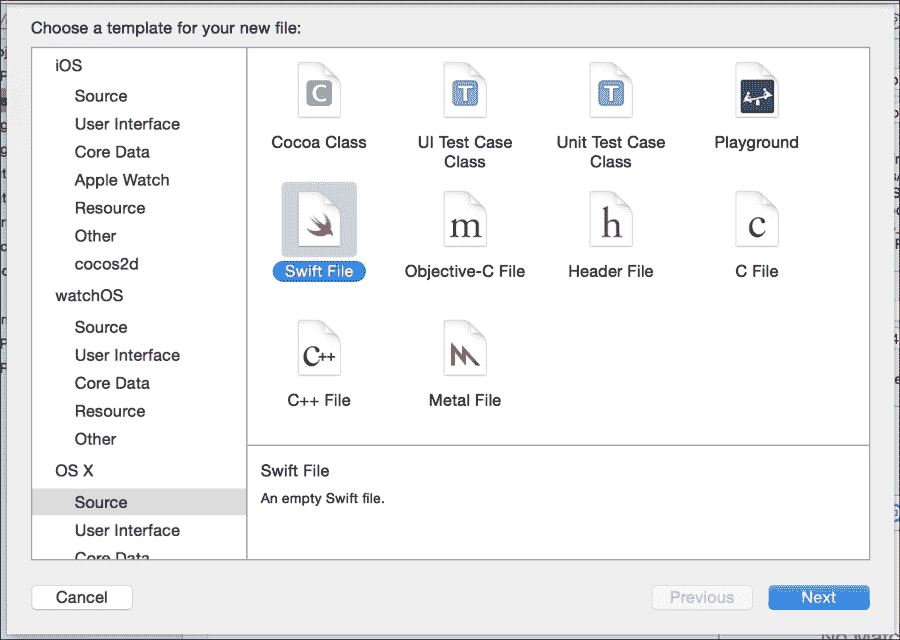 Choose a template for your new file:
iOS
Source
User Interface
Core Data
Apple Watch
Resource
Other
cocos2d
watchOS
Source
User Interface
Core Data
Resource
Other
OS X
Source
User Interface
Core Data
C
Cocoa Class
T
UI Test Case
Class
T
Unit Test Case
Class
Playground
Swift File
m
Objective-C File
h
Header File
c
C File
C++
C++ File
Metal File
Swift File
An empty Swift file.
Cancel
Previous
Next